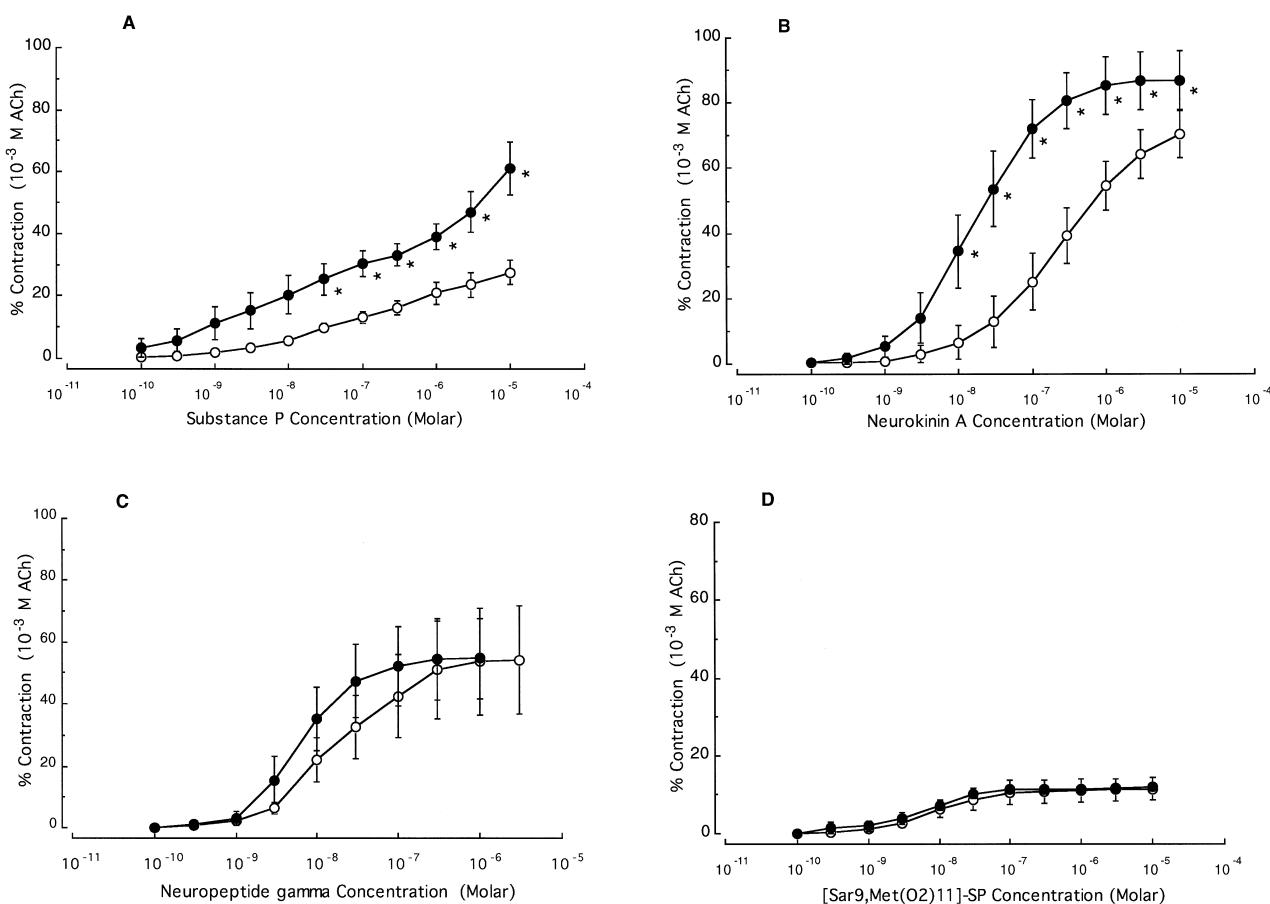 A
100
80
60
40
20
0
% Contraction (10-3 M ACh)
*
*
*
*
*
*
10-11 10-10 10-9 10-8 10-7 10-6 10-5 10-4
Substance P Concentration (Molar)
B
100
80
60
40
20
0
% Contraction (10-3 M ACh)
*
*
*
*
*
*
*
10-11 10-10 10-9 10-8 10-7 10-6 10-5 10-4
Neurokinin A Concentration (Molar)
C
100
80
60
40
20
0
% Contraction (10-3 M ACh)
10-11 10-10 10-9 10-8 10-7 10-6 10-5
Neuropeptide gamma Concentration (Molar)
D
80
60
40
20
0
% Contraction (10-3 M ACh)
10-11 10-10 10-9 10-8 10-7 10-6 10-5 10-4
[Sar9,Met(O2)11]-SP Concentration (Molar)